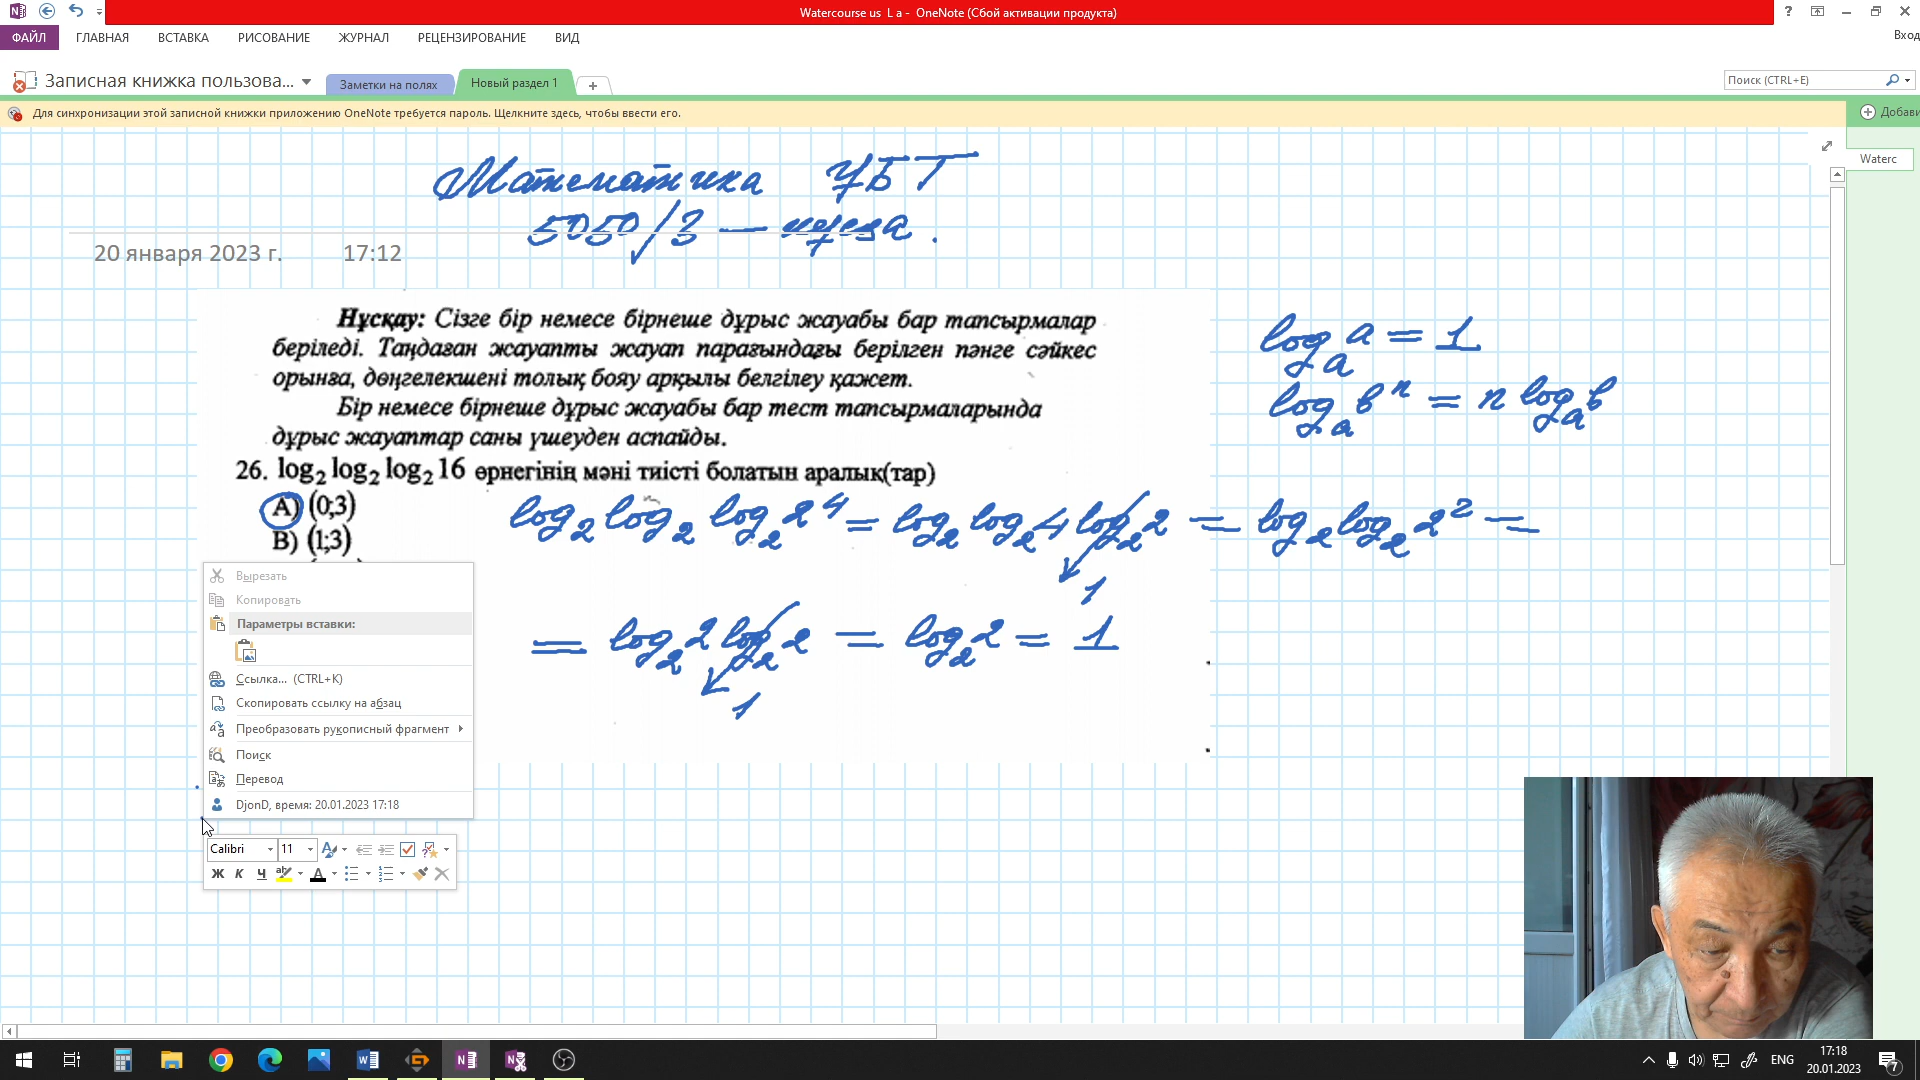 Watercourse us L a - OneNote (Сбой активации продукта)
ФАЙЛ ГЛАВНАЯ ВСТАВКА РИСОВАНИЕ ЖУРНАЛ РЕЦЕНЗИРОВАНИЕ ВИД
Вход
Записная книжка пользова...
Заметки на полях
Новый раздел 1
Поиск (CTRL+E)
Для синхронизации этой записной книжки приложению OneNote требуется пароль. Щелкните здесь, чтобы ввести его.
Добави
Waterc
Математика ҰБТ
5050/3 – нұсқа.
20 января 2023 г. 17:12
Нұсқау: Сізге бір немесе бірнеше дұрыс жауабы бар тапсырмалар
беріледі. Таңдаған жауапты жауап парағындағы берілген пәнге сәйкес
орынға, дөңгелекшені толық бояу арқылы белгілеу қажет.
Бір немесе бірнеше дұрыс жауабы бар тест тапсырмаларында
дұрыс жауаптар саны үшеуден аспайды.
26. log₂ log₂ log₂ 16 өрнегінің мәні тиісті болатын аралық(тар)
A) (0;3)
B) (1;3)
logₐ a = 1
logₐ bⁿ = n logₐ b
log₂ log₂ log₂ 2⁴ = log₂ log₂ 4 log₂ 2 = log₂ log₂ 2² =
1
= log₂ 2 log₂ 2 = log₂ 2 = 1
1
Вырезать
Копировать
Параметры вставки:
Ссылка... (CTRL+K)
Скопировать ссылку на абзац
Преобразовать рукописный фрагмент
Поиск
Перевод
DjonD, время: 20.01.2023 17:18
Calibri 11
Ж К Ч
ENG
17:18
20.01.2023
7